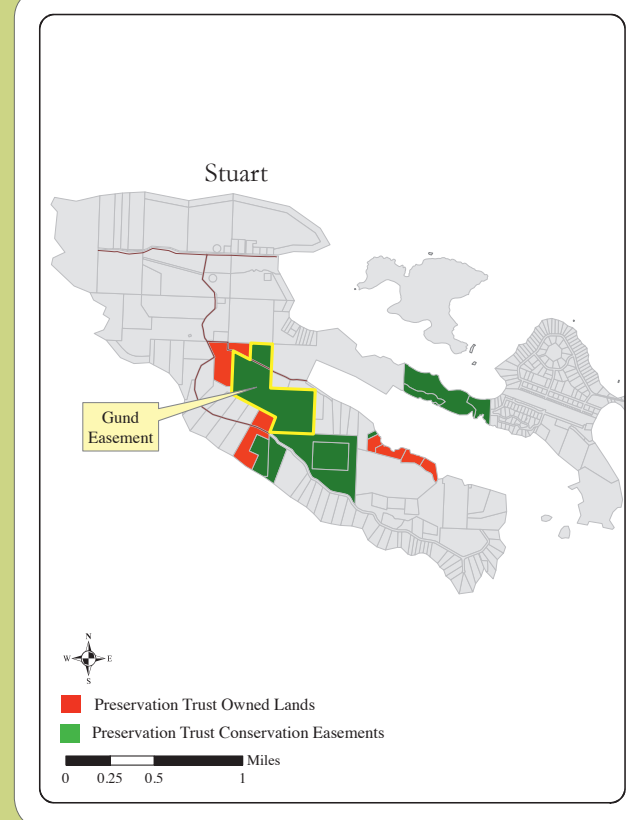 Stuart
Gund
Easement
N
W E
S
Preservation Trust Owned Lands
Preservation Trust Conservation Easements
Miles
0 0.25 0.5 1